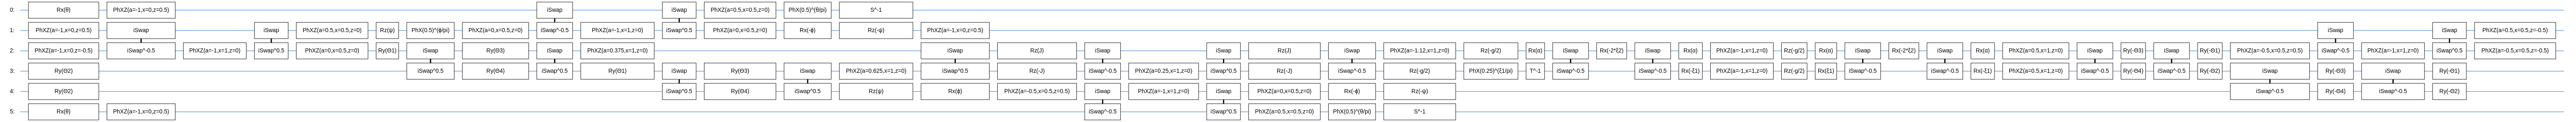 0: Rx(θ) PhXZ(a=-1,x=0,z=0.5) iSwap iSwap PhXZ(a=0.5,x=0.5,z=0) PhX(0.5)^(θ/pi) S^-1
1: PhXZ(a=-1,x=0,z=0.5) iSwap iSwap PhXZ(a=0.5,x=0.5,z=0) Rz(ψ) PhX(0.5)^(ϕ/pi) PhXZ(a=0,x=0.5,z=0) iSwap^-0.5 PhXZ(a=-1,x=1,z=0) iSwap^0.5 PhXZ(a=0,x=0.5,z=0) Rx(-ϕ) Rz(-ψ) PhXZ(a=-1,x=0,z=0.5) iSwap iSwap PhXZ(a=0.5,x=0.5,z=-0.5)
2: PhXZ(a=-1,x=0,z=-0.5) iSwap^-0.5 PhXZ(a=-1,x=1,z=0) iSwap^0.5 PhXZ(a=0,x=0.5,z=0) Ry(Θ1) iSwap Ry(Θ3) iSwap PhXZ(a=0.375,x=1,z=0) iSwap Rz(J) iSwap iSwap Rz(J) iSwap PhXZ(a=-1.12,x=1,z=0) Rz(-g/2) Rx(α) iSwap Rx(-2*ξ2) iSwap Rx(α) PhXZ(a=-1,x=1,z=0) Rz(-g/2) Rx(α) iSwap Rx(-2*ξ2) iSwap Rx(α) PhXZ(a=0.5,x=1,z=0) iSwap Ry(-Θ3) iSwap Ry(-Θ1) PhXZ(a=-0.5,x=0.5,z=0.5) iSwap^-0.5 PhXZ(a=-1,x=1,z=0) iSwap^0.5 PhXZ(a=-0.5,x=0.5,z=-0.5)
3: Ry(Θ2) iSwap^0.5 Ry(Θ4) iSwap^0.5 Ry(Θ1) iSwap Ry(Θ3) iSwap PhXZ(a=0.625,x=1,z=0) iSwap^0.5 Rz(-J) iSwap^-0.5 PhXZ(a=0.25,x=1,z=0) iSwap^0.5 Rz(-J) iSwap^-0.5 Rz(-g/2) PhX(0.25)^(ξ1/pi) T^-1 iSwap^-0.5 iSwap^-0.5 Rx(-ξ1) PhXZ(a=-1,x=1,z=0) Rz(-g/2) Rx(ξ1) iSwap^-0.5 iSwap^-0.5 Rx(-ξ1) PhXZ(a=0.5,x=1,z=0) iSwap^-0.5 Ry(-Θ4) iSwap^-0.5 Ry(-Θ2) iSwap Ry(-Θ3) iSwap Ry(-Θ1)
4: Ry(Θ2) iSwap^0.5 Ry(Θ4) iSwap^0.5 Rz(ψ) Rx(ϕ) PhXZ(a=-0.5,x=0.5,z=0.5) iSwap PhXZ(a=-1,x=1,z=0) iSwap PhXZ(a=0,x=0.5,z=0) Rx(-ϕ) Rz(-ψ) iSwap^-0.5 Ry(-Θ4) iSwap^-0.5 Ry(-Θ2)
5: Rx(θ) PhXZ(a=-1,x=0,z=0.5) iSwap^-0.5 iSwap^0.5 PhXZ(a=0.5,x=0.5,z=0) PhX(0.5)^(θ/pi) S^-1